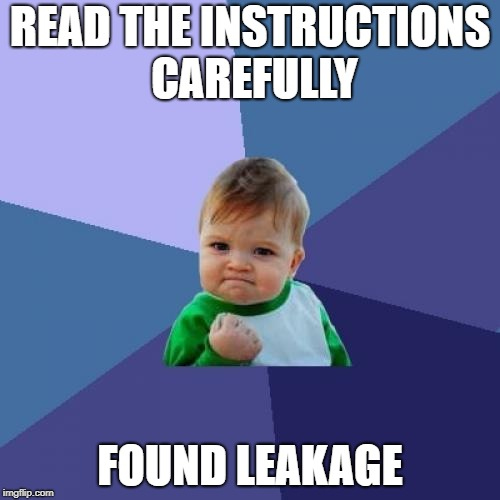 READ THE INSTRUCTIONS
CAREFULLY
FOUND LEAKAGE
imgflip.com